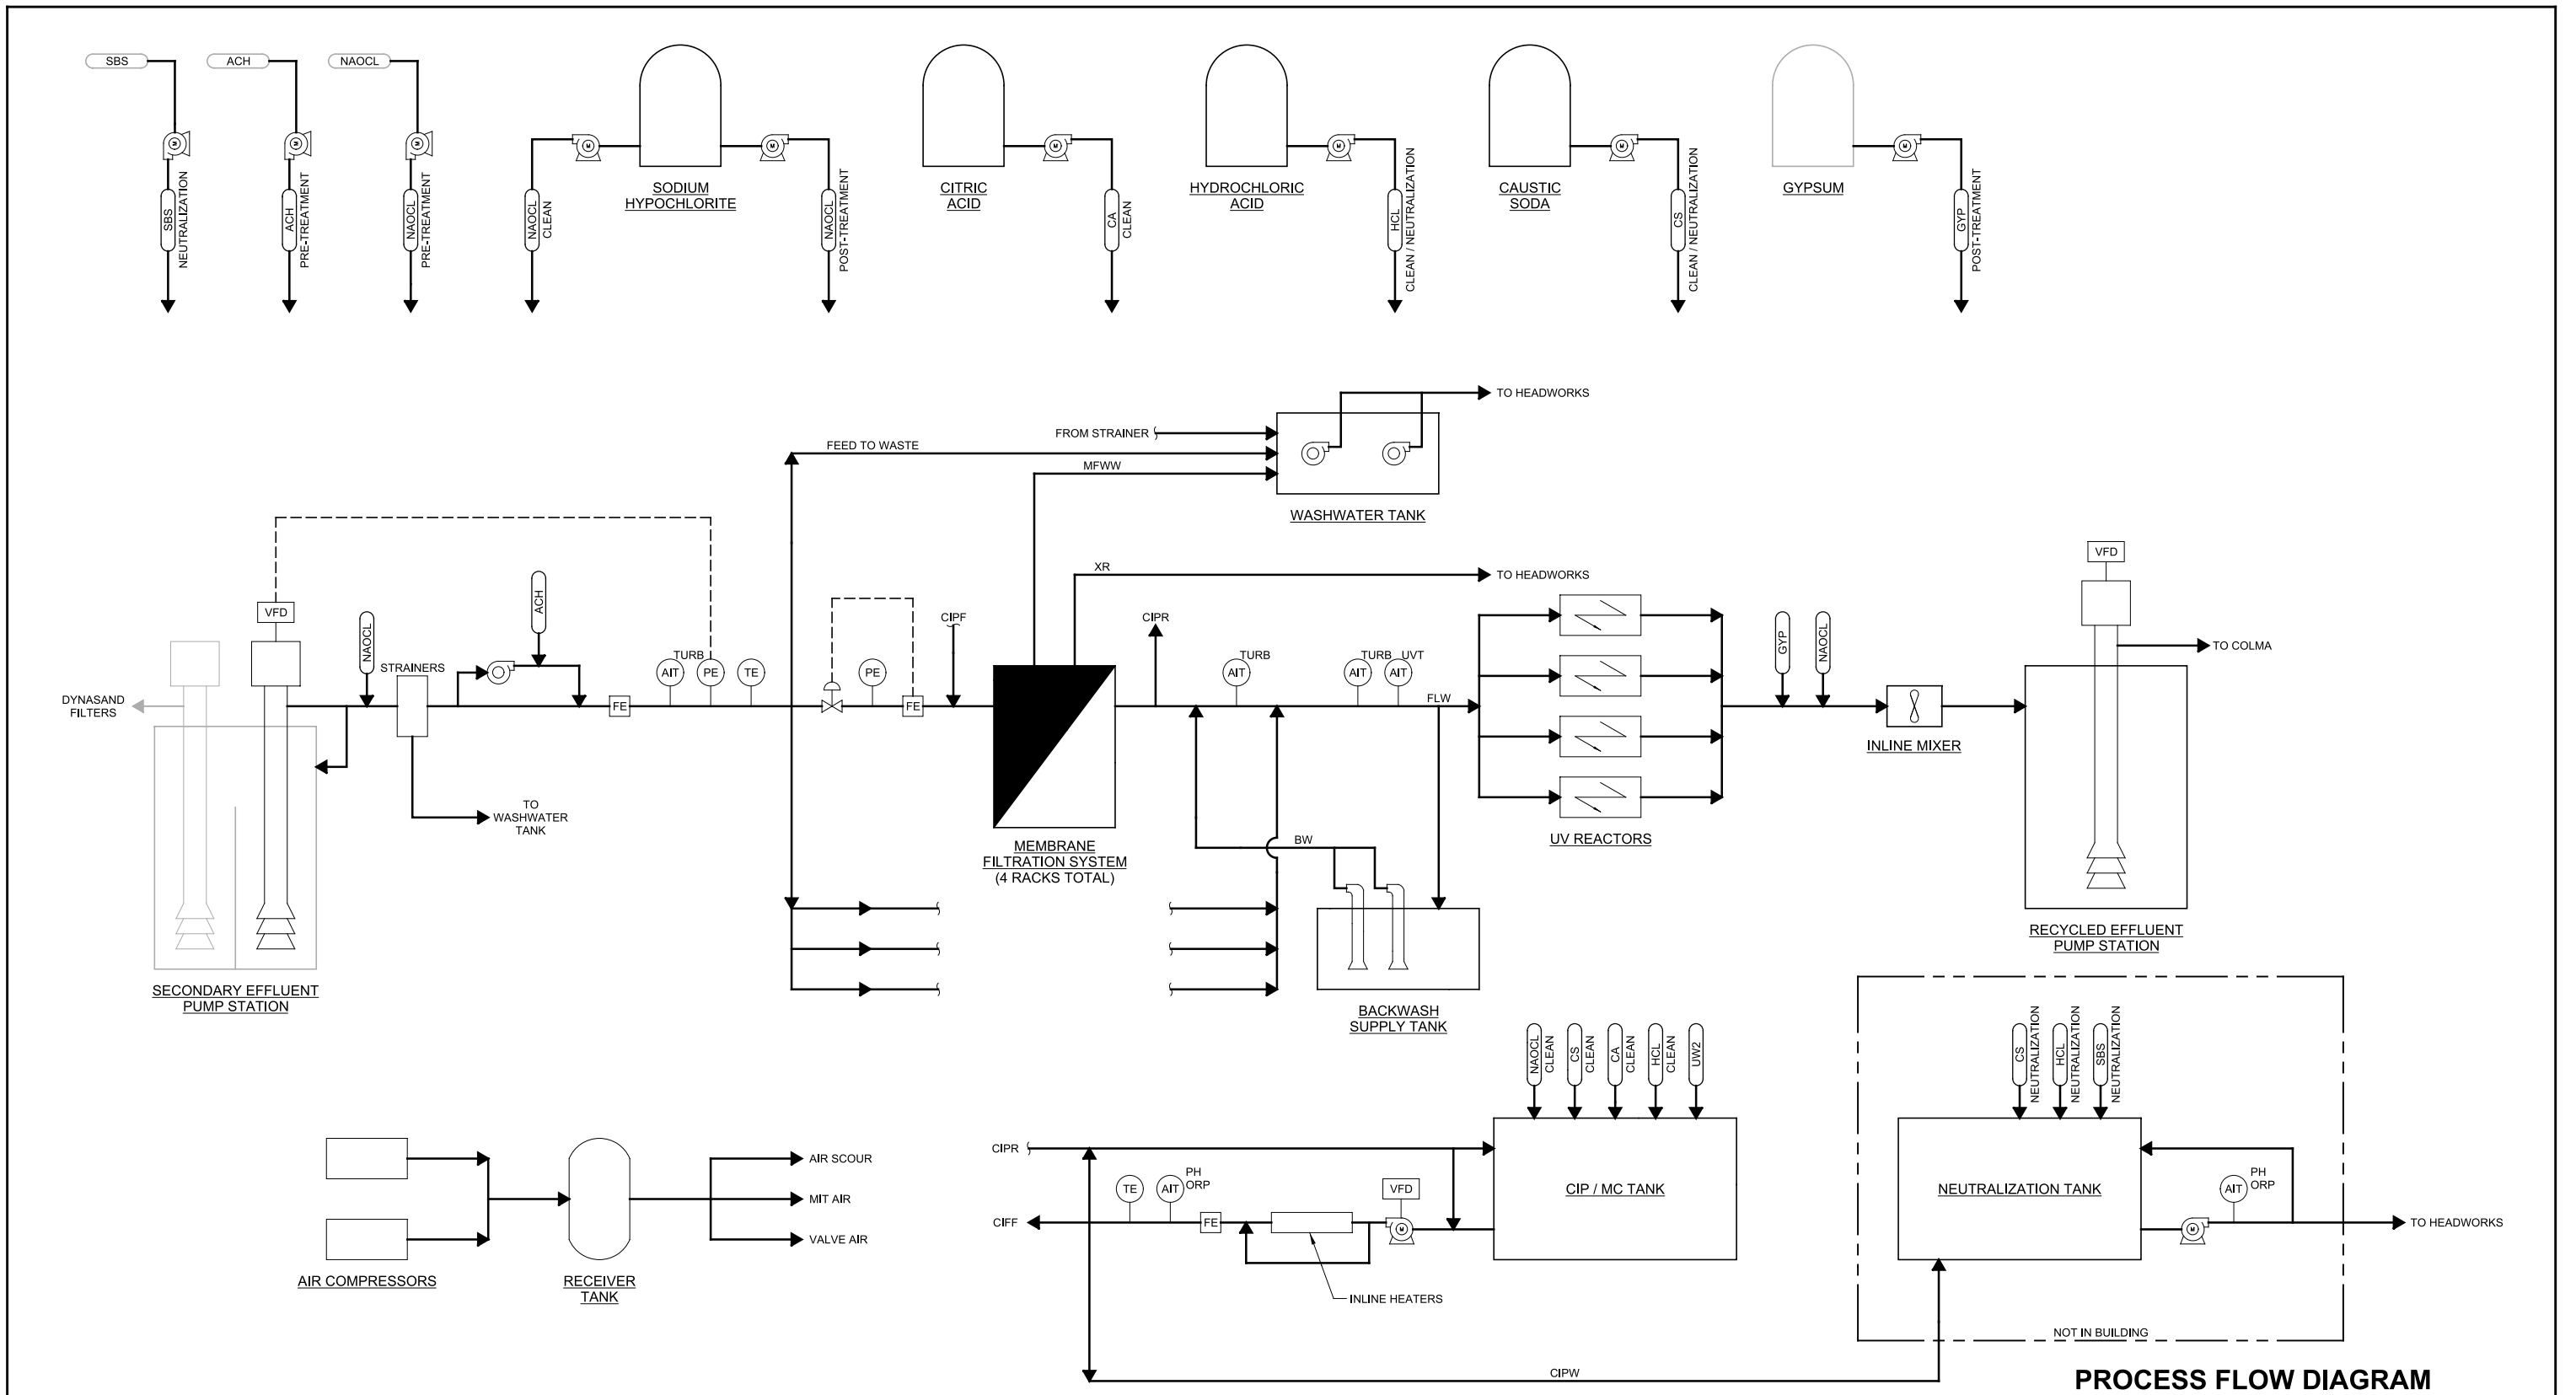 SBS
ACH
NAOCL
SBS
NEUTRALIZATION
ACH
PRE-TREATMENT
NAOCL
PRE-TREATMENT
NAOCL
CLEAN
M
M
M
M
M
SODIUM
HYPOCHLORITE
NAOCL
POST-TREATMENT
M
CITRIC
ACID
CA
CLEAN
M
HYDROCHLORIC
ACID
HCL
CLEAN / NEUTRALIZATION
M
CAUSTIC
SODA
CS
CLEAN / NEUTRALIZATION
M
GYPSUM
GYP
POST-TREATMENT
TO HEADWORKS
FROM STRAINER
FEED TO WASTE
MFWW
WASHWATER TANK
XR
TO HEADWORKS
VFD
NAOCL
STRAINERS
ACH
DYNASAND
FILTERS
TO
WASHWATER
TANK
SECONDARY EFFLUENT
PUMP STATION
FE
TURB
AIT
PE
TE
PE
FE
CIPF
MEMBRANE
FILTRATION SYSTEM
(4 RACKS TOTAL)
CIPR
TURB
AIT
TURB
AIT
UVT
AIT
FLW
BW
BACKWASH
SUPPLY TANK
UV REACTORS
GYP
NAOCL
INLINE MIXER
VFD
TO COLMA
RECYCLED EFFLUENT
PUMP STATION
AIR COMPRESSORS
RECEIVER
TANK
AIR SCOUR
MIT AIR
VALVE AIR
CIPR
CIFF
TE
AIT
PH
ORP
FE
VFD
M
INLINE HEATERS
NAOCL
CLEAN
CS
CLEAN
CA
CLEAN
HCL
CLEAN
UW2
CIP / MC TANK
CIPW
CS
NEUTRALIZATION
HCL
NEUTRALIZATION
SBS
NEUTRALIZATION
NEUTRALIZATION TANK
M
AIT
PH
ORP
TO HEADWORKS
NOT IN BUILDING
PROCESS FLOW DIAGRAM